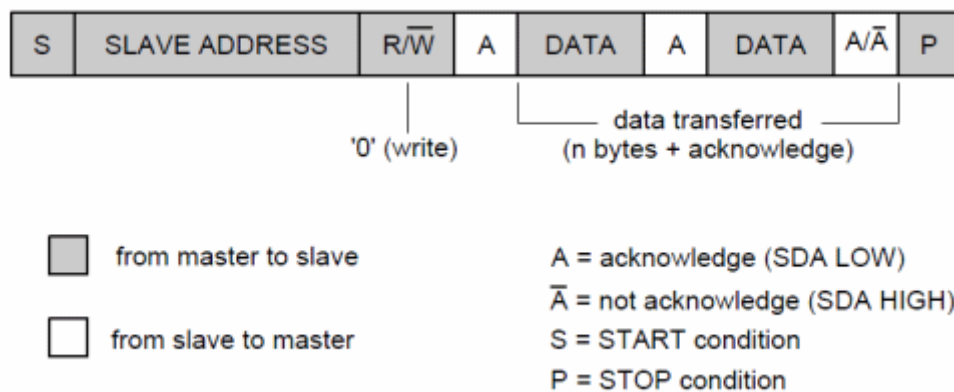 S SLAVE ADDRESS R/W̅ A DATA A DATA A/A̅ P
'0' (write)
data transferred
(n bytes + acknowledge)
from master to slave
from slave to master
A = acknowledge (SDA LOW)
A̅ = not acknowledge (SDA HIGH)
S = START condition
P = STOP condition